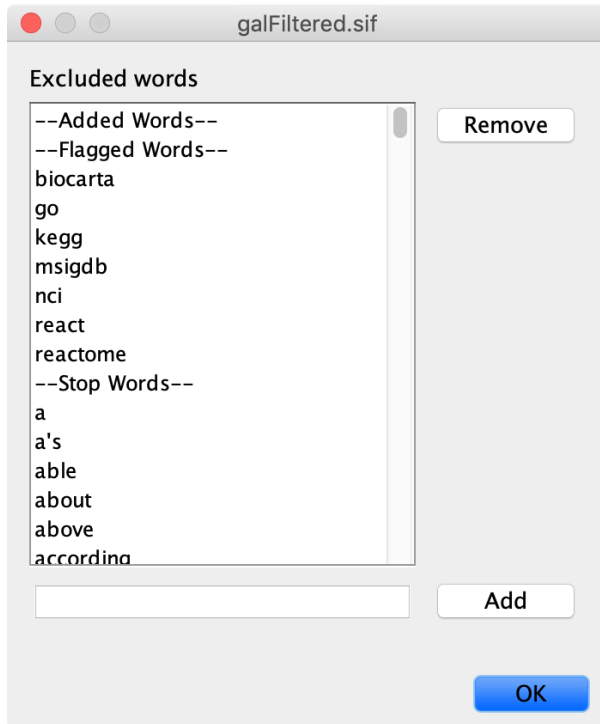 galFiltered.sif
Excluded words
--Added Words--
--Flagged Words--
biocarta
go
kegg
msigdb
nci
react
reactome
--Stop Words--
a
a's
able
about
above
according
Remove
Add
OK